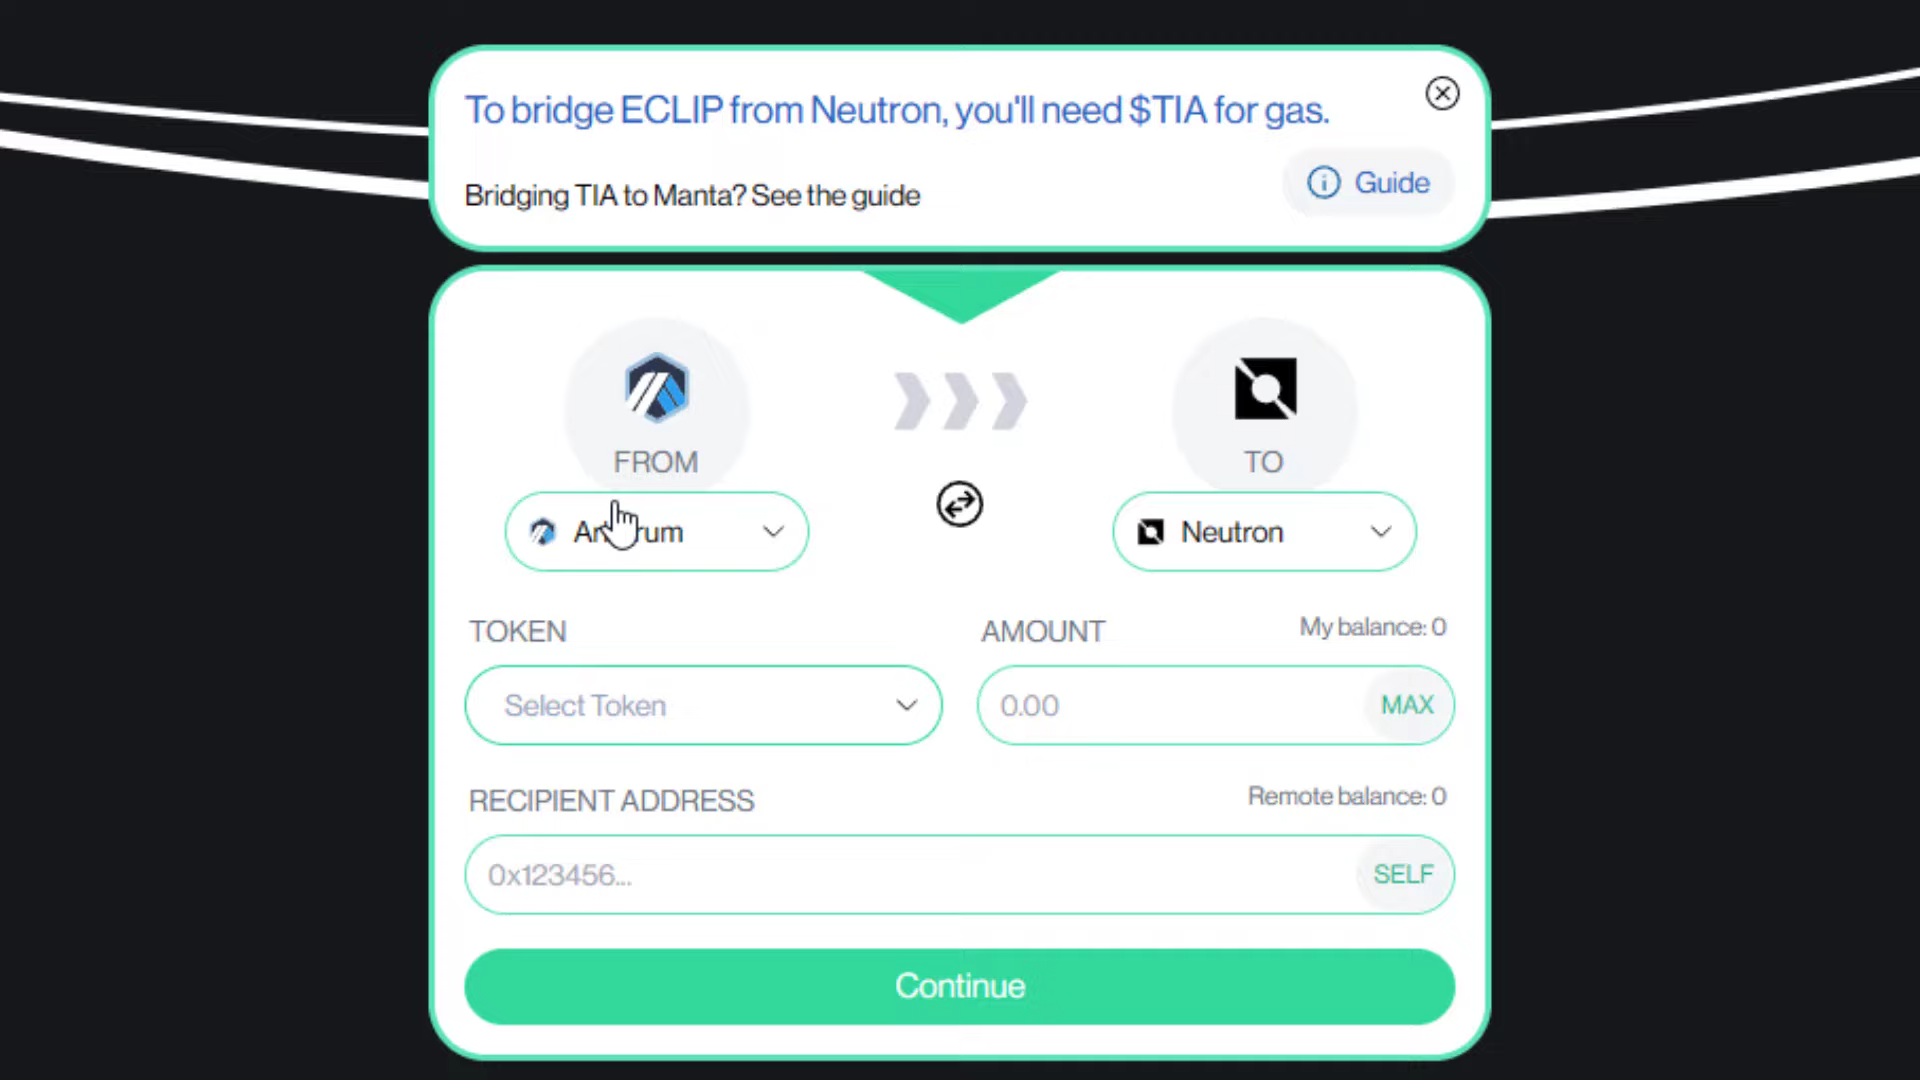 To bridge ECLIP from Neutron, you'll need $TIA for gas.
Bridging TIA to Manta? See the guide
Guide
FROM
TO
Neutron
TOKEN
AMOUNT
My balance: 0
Select Token
0.00
MAX
RECIPIENT ADDRESS
Remote balance: 0
0x123456...
SELF
Continue